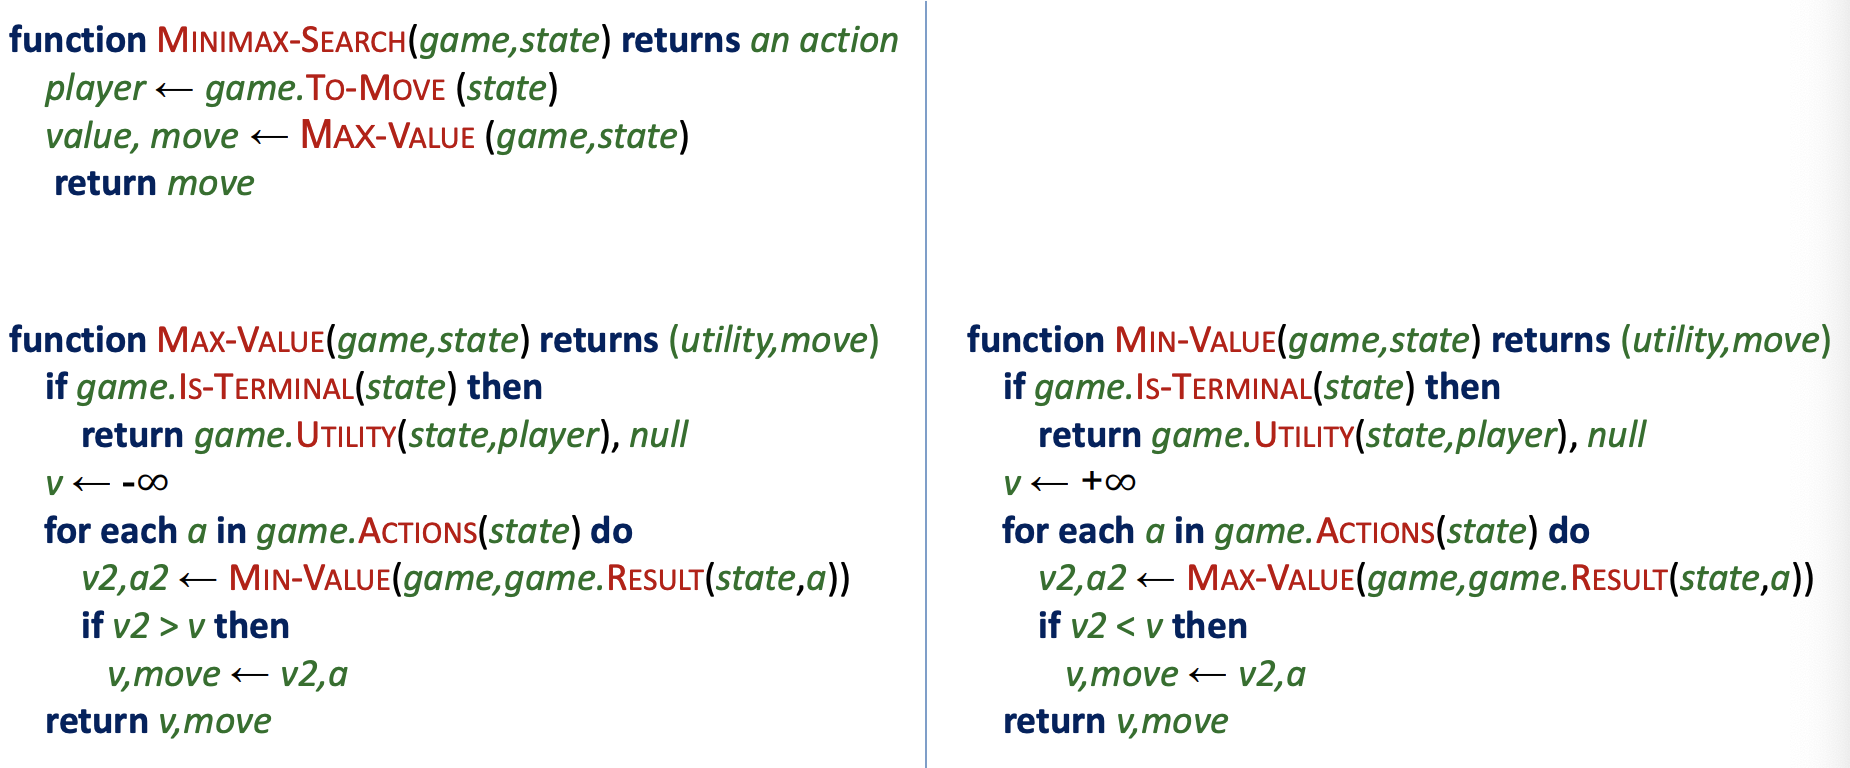 function MINIMAX-SEARCH(game,state) returns an action
player ← game.TO-MOVE (state)
value, move ← MAX-VALUE (game,state)
return move
function MAX-VALUE(game,state) returns (utility,move)
if game.IS-TERMINAL(state) then
return game.UTILITY(state,player), null
v ← -∞
for each a in game.ACTIONS(state) do
v2,a2 ← MIN-VALUE(game,game.RESULT(state,a))
if v2 > v then
v,move ← v2,a
return v,move
function MIN-VALUE(game,state) returns (utility,move)
if game.IS-TERMINAL(state) then
return game.UTILITY(state,player), null
v ← +∞
for each a in game.ACTIONS(state) do
v2,a2 ← MAX-VALUE(game,game.RESULT(state,a))
if v2 < v then
v,move ← v2,a
return v,move